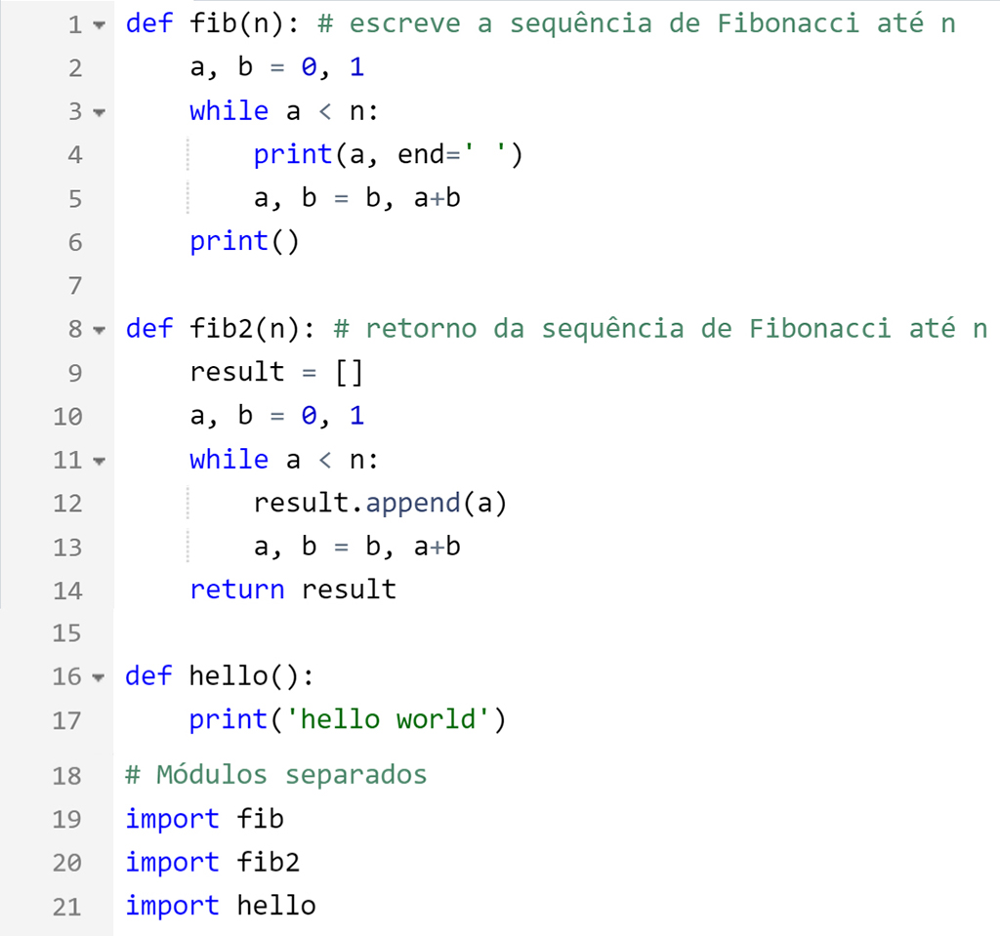 1 def fib(n): # escreve a sequência de Fibonacci até n
2 a, b = 0, 1
3 while a < n:
4 print(a, end=' ')
5 a, b = b, a+b
6 print()
7
8 def fib2(n): # retorno da sequência de Fibonacci até n
9 result = []
10 a, b = 0, 1
11 while a < n:
12 result.append(a)
13 a, b = b, a+b
14 return result
15
16 def hello():
17 print('hello world')
18 # Módulos separados
19 import fib
20 import fib2
21 import hello